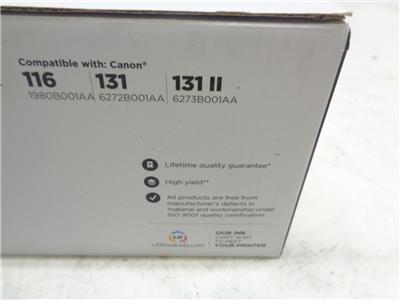 Compatible with: Canon®
116 131 131 II
1980B001AA 6272B001AA 6273B001AA
Lifetime quality guarantee*
High yield**
All products are free from
manufacturer's defects in
material and workmanship under
ISO 9001 quality certification
LD
LDProducts.com
OUR INK
CAN'T WAIT
TO MEET
YOUR PRINTER